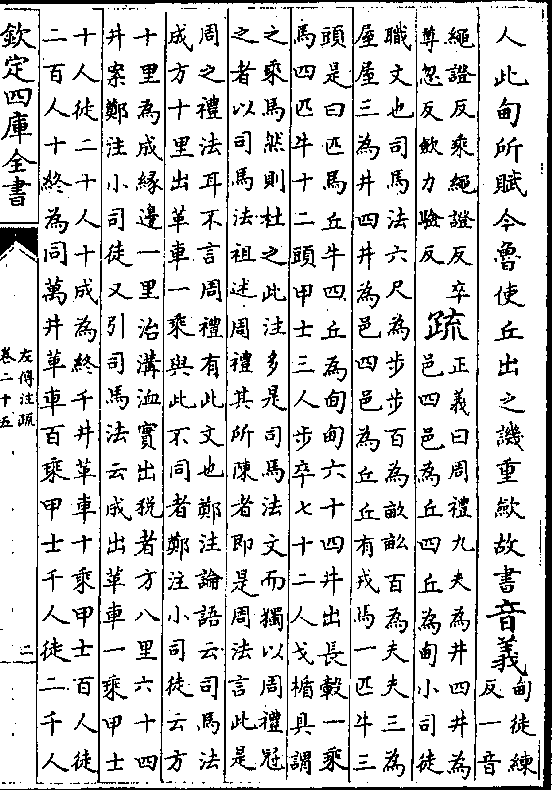 人此甸所賦今魯使丘出之譏重歛故書音義甸徒練
反一音
繩證反乘繩證反卒
尊忽反歛力驗反
疏正義曰周禮九夫為井四井為
邑四邑為丘四丘為甸小司徒
職文也司馬法六尺為步步百為畝畝百為夫夫三為
屋屋三為井四井為邑四邑為丘丘有戎馬一匹牛三
頭是曰匹馬丘牛四丘為甸甸六十四井出長轂一乘
馬四匹牛十二頭甲士三人步卒七十二人戈楯具謂
之乘馬然則杜之此注多是司馬法文而獨以周禮冠
之者以司馬法祖述周禮其所陳者即是周法言此是
周之禮法耳不言周禮有此文也鄭注論語云司馬法
成方十里出革車一乘與此不同者鄭注小司徒云方
十里為成緣邊一里治溝洫實出稅者方八里六十四
井案鄭注小司徒又引司馬法云成出革車一乘甲士
十人徒二十人十成為終千井革車十乘甲士百人徒
二百人十終為同萬井革車百乘甲士千人徒二千人
欽定四庫全書
左傳注疏
卷二十五
二